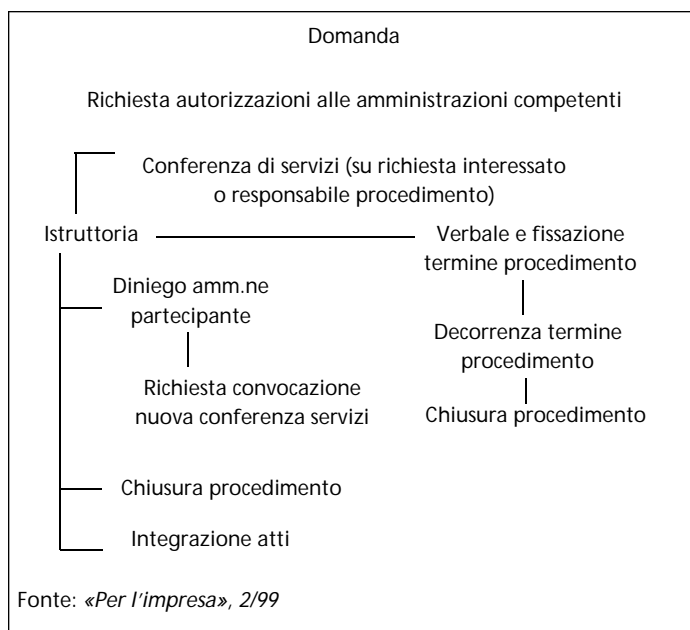 Domanda
Richiesta autorizzazioni alle amministrazioni competenti
Conferenza di servizi (su richiesta interessato
o responsabile procedimento)
Istruttoria
Verbale e fissazione
termine procedimento
Diniego amm.ne
partecipante
Decorrenza termine
procedimento
Richiesta convocazione
nuova conferenza servizi
Chiusura procedimento
Chiusura procedimento
Integrazione atti
Fonte: «Per l'impresa», 2/99